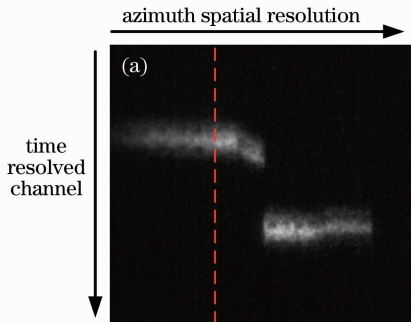 azimuth spatial resolution
(a)
time
resolved
channel